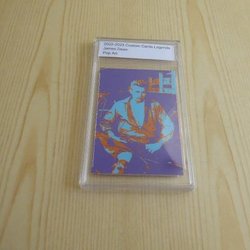 2022-2023 Custom Cards Legends
James Dean
Pop Art